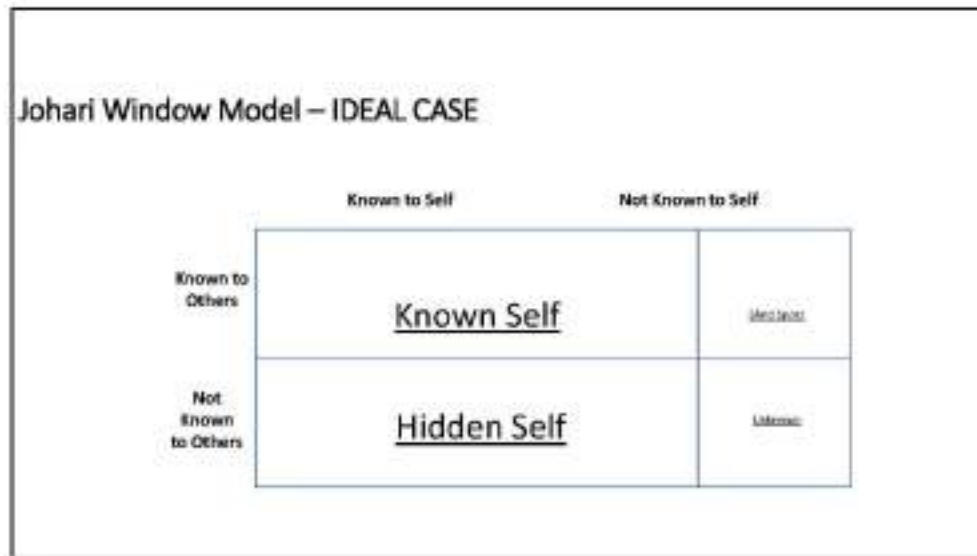 Johari Window Model – IDEAL CASE
Known to Self Not Known to Self
Known to
Others
Known Self
Not
Known
to Others
Hidden Self
Unknown